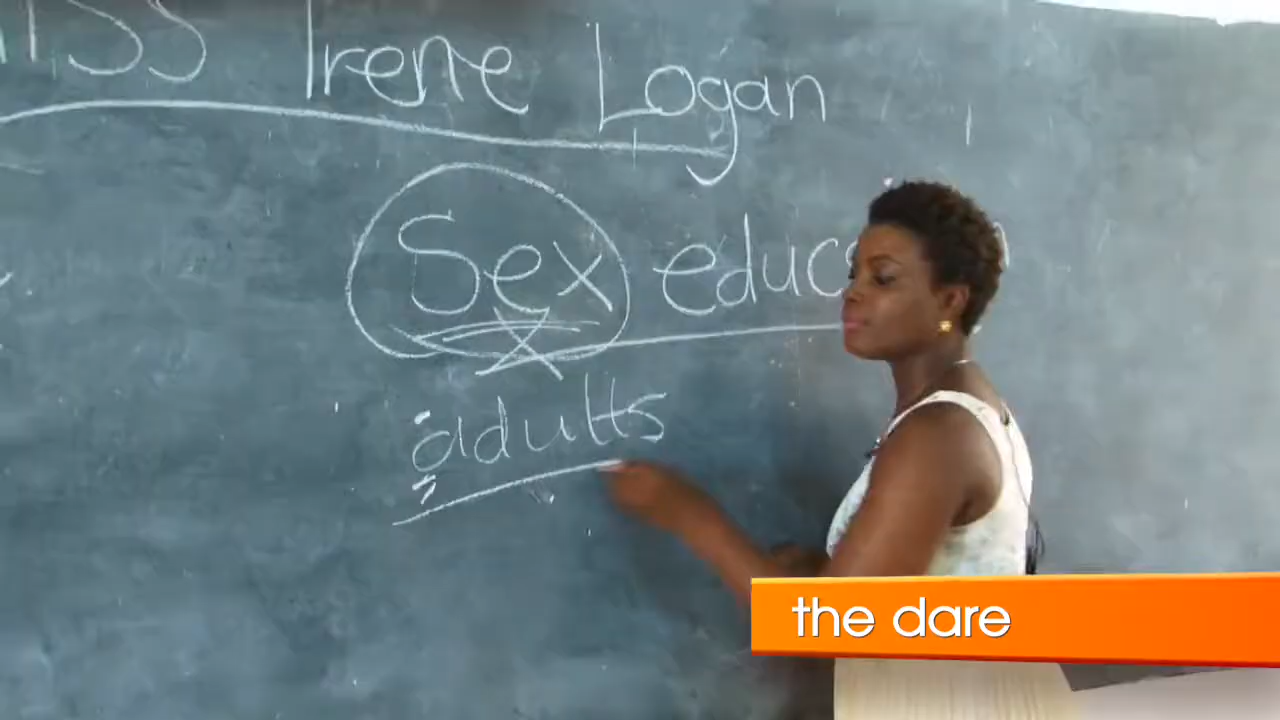 Irene Logan
Sex
adults
the dare